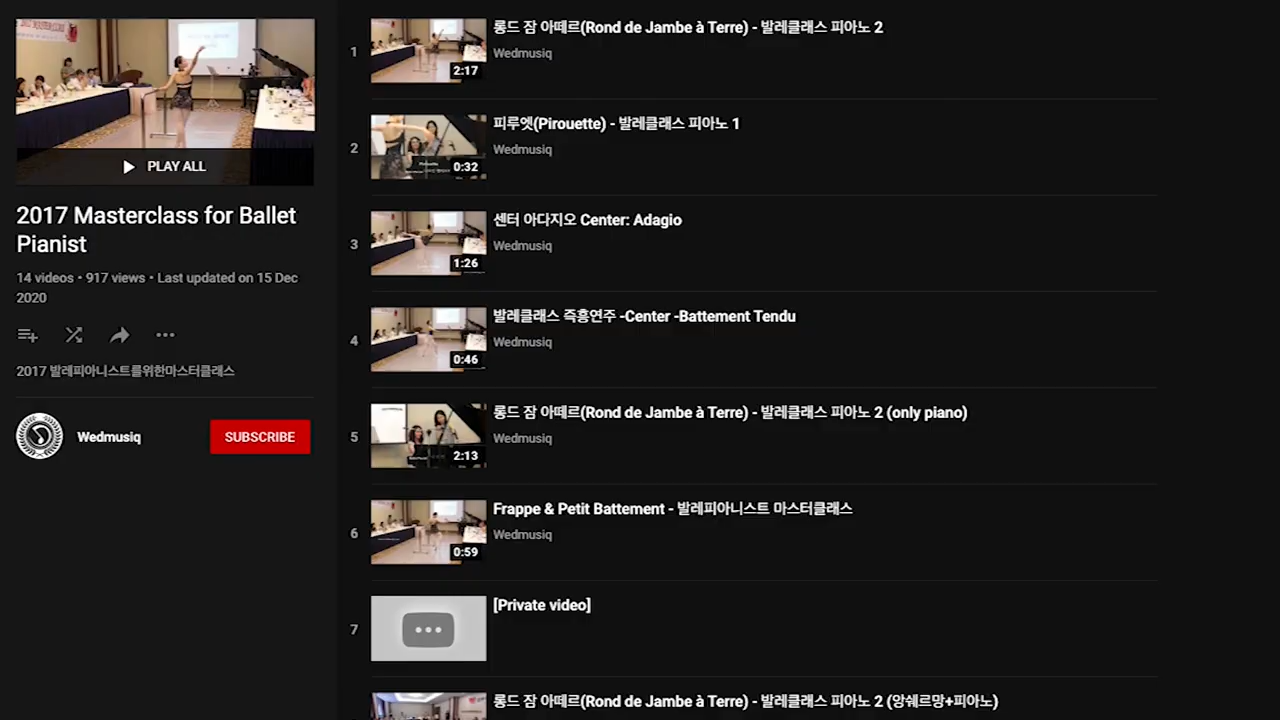 PLAY ALL
2017 Masterclass for Ballet
Pianist
14 videos • 917 views • Last updated on 15 Dec
2020
2017 발레피아니스트를위한마스터클래스
Wedmusiq
SUBSCRIBE
1
2:17
롱드 잠 아떼르(Rond de Jambe à Terre) - 발레클래스 피아노 2
Wedmusiq
2
0:32
피루엣(Pirouette) - 발레클래스 피아노 1
Wedmusiq
3
1:26
센터 아다지오 Center: Adagio
Wedmusiq
4
0:46
발레클래스 즉흥연주 -Center -Battement Tendu
Wedmusiq
5
2:13
롱드 잠 아떼르(Rond de Jambe à Terre) - 발레클래스 피아노 2 (only piano)
Wedmusiq
6
0:59
Frappe & Petit Battement - 발레피아니스트 마스터클래스
Wedmusiq
7
[Private video]
롱드 잠 아떼르(Rond de Jambe à Terre) - 발레클래스 피아노 2 (앙쉐르망+피아노)